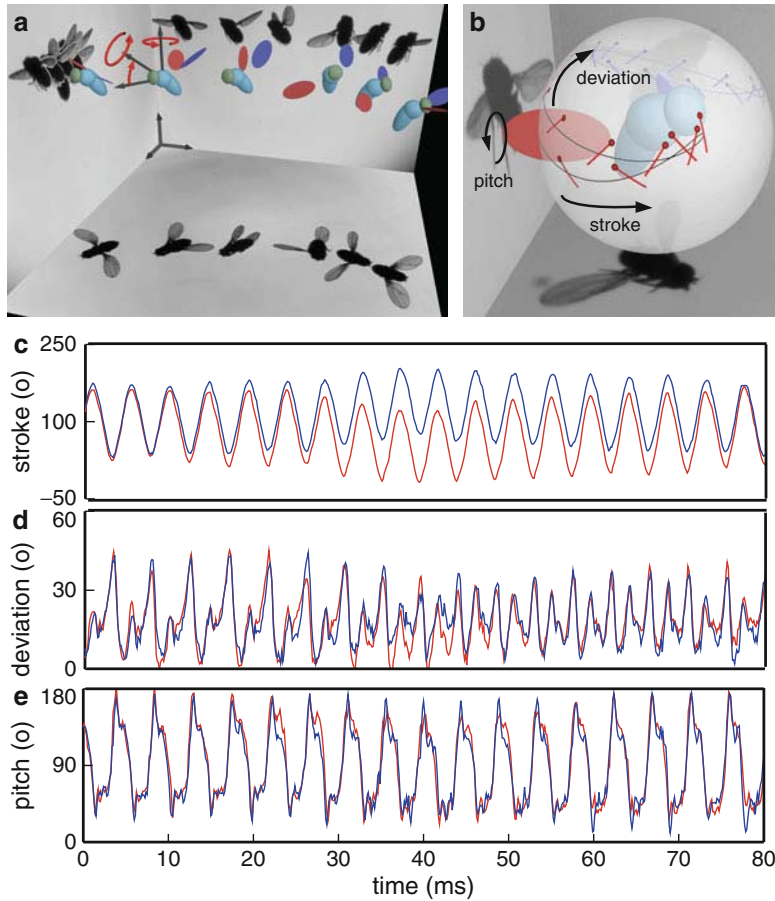 a
b
deviation
pitch
stroke
c
250
100
−50
stroke (o)
d
60
30
0
deviation (o)
e
180
90
0
pitch (o)
0 10 20 30 40 50 60 70 80
time (ms)